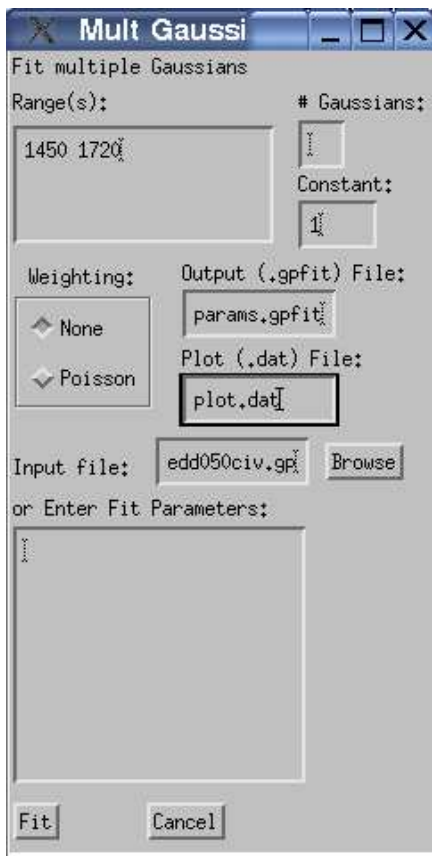 Mult Gaussi
Fit multiple Gaussians
Range(s):
# Gaussians:
1450 1720
Constant:
1
Weighting:
None
Poisson
Output (.gpfit) File:
params.gpfit
Plot (.dat) File:
plot.dat
Input file:
edd050civ.gp
Browse
or Enter Fit Parameters:
Fit
Cancel